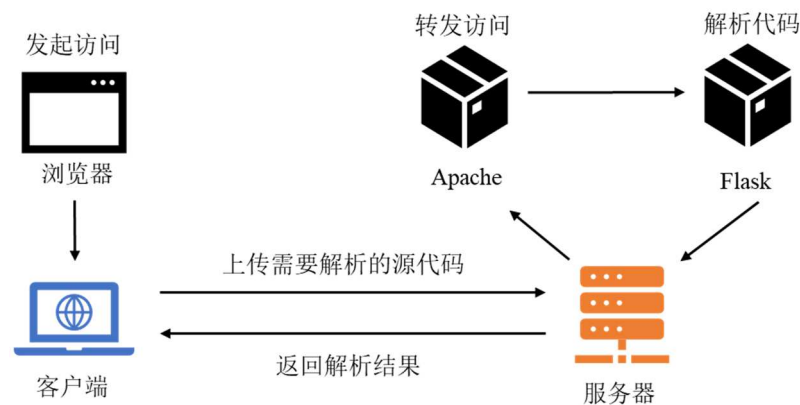 发起访问
浏览器
转发访问
Apache
解析代码
Flask
上传需要解析的源代码
返回解析结果
客户端
服务器